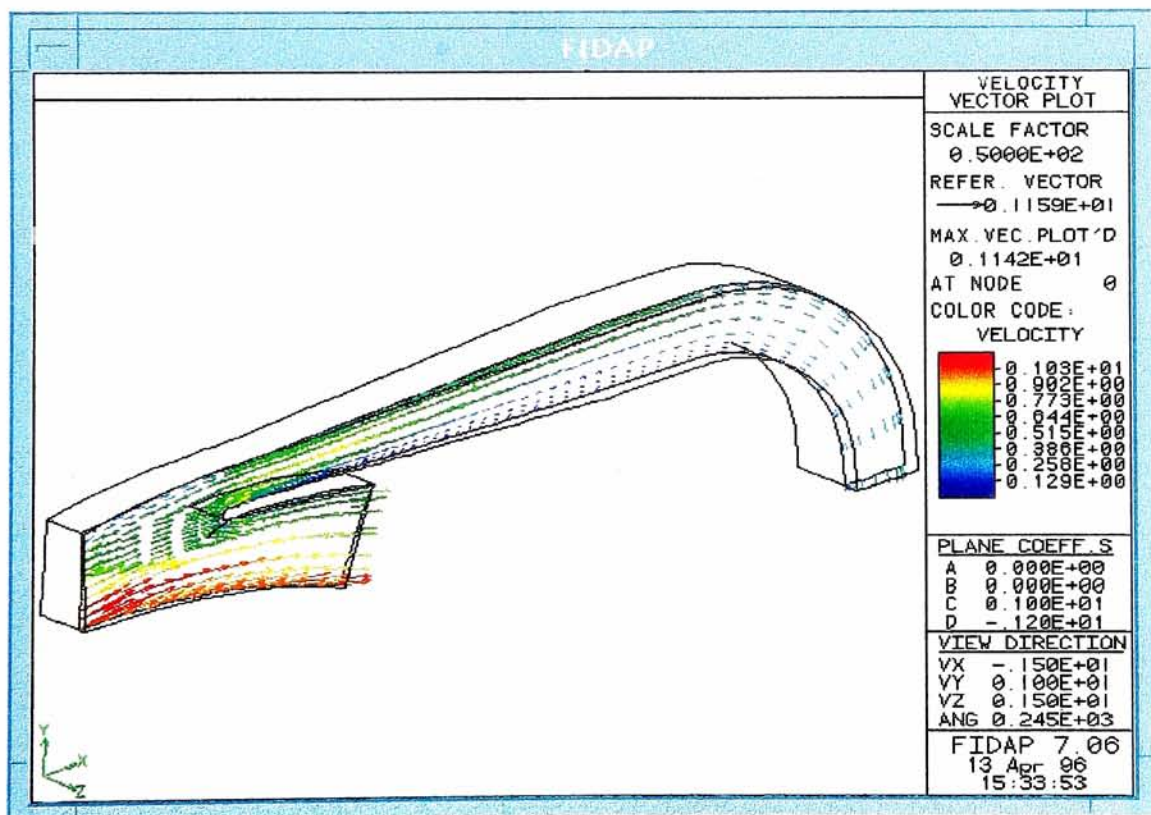 FIDAP
VELOCITY
VECTOR PLOT
SCALE FACTOR
0.5000E+02
REFER. VECTOR
0.1159E+01
MAX.VEC.PLOT'D
0.1142E+01
AT NODE 0
COLOR CODE:
VELOCITY
0.103E+01
0.902E+00
0.773E+00
0.644E+00
0.515E+00
0.386E+00
0.258E+00
0.129E+00
PLANE COEFF.S
A 0.000E+00
B 0.000E+00
C 0.100E+01
D -.120E+01
VIEW DIRECTION
VX -.150E+01
VY 0.100E+01
VZ 0.150E+01
ANG 0.245E+03
FIDAP 7.06
13 Apr 96
15:33:53
Y
X
Z